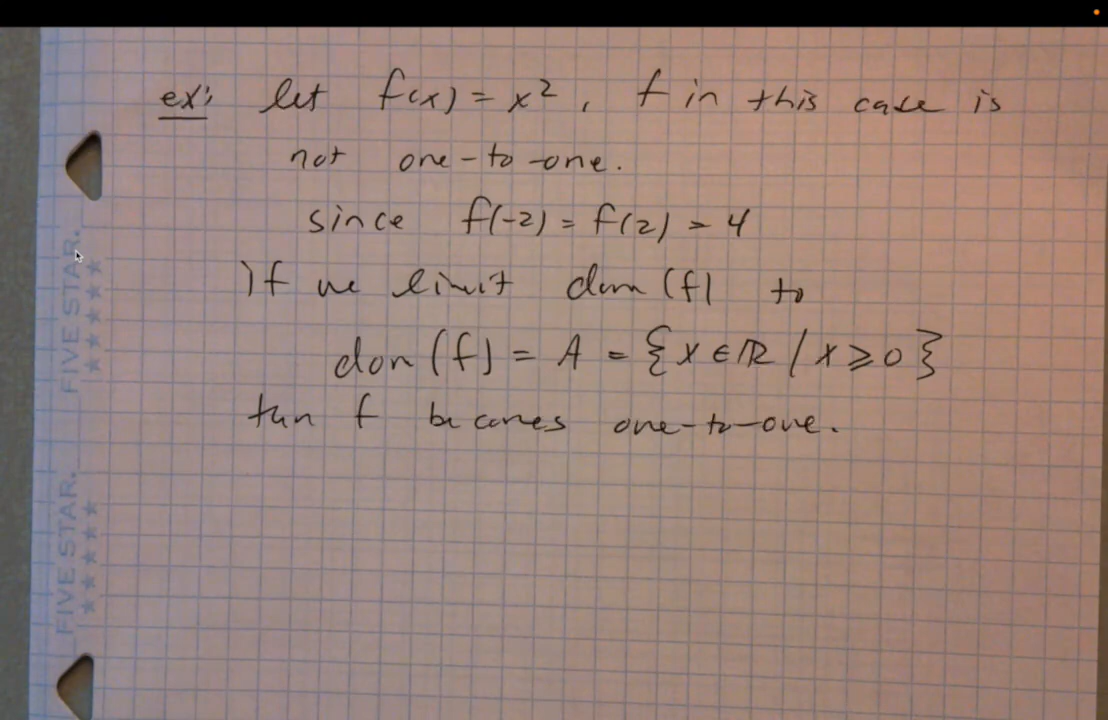 ex: let f(x) = x², f in this case is
not one-to-one.
since f(-2) = f(2) = 4
If we limit dom(f) to
dom(f) = A = {x ∈ ℝ / x ⩾ 0}
then f becomes one-to-one.
FIVE STAR.
FIVE STAR.